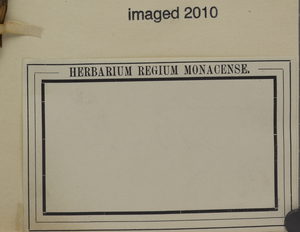 imaged 2010
HERBARIUM REGIUM MONACENSE.